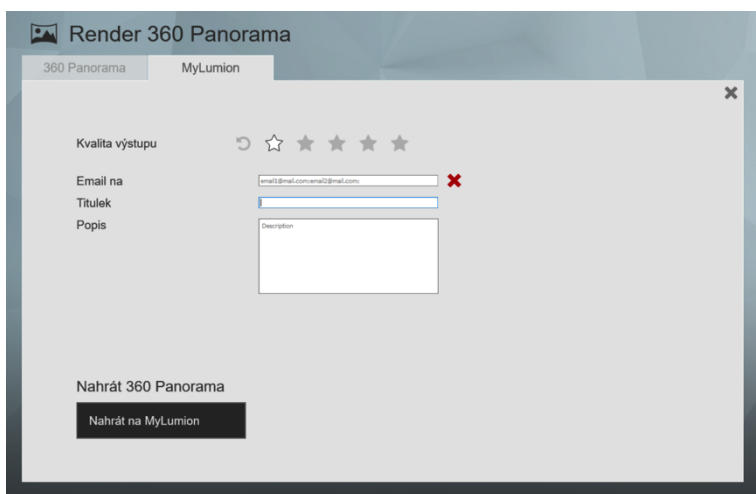 Render 360 Panorama
360 Panorama MyLumion
Kvalita výstupu
Email na email1@mail.com;email2@mail.com;
Titulek
Popis Description
Nahrát 360 Panorama
Nahrát na MyLumion